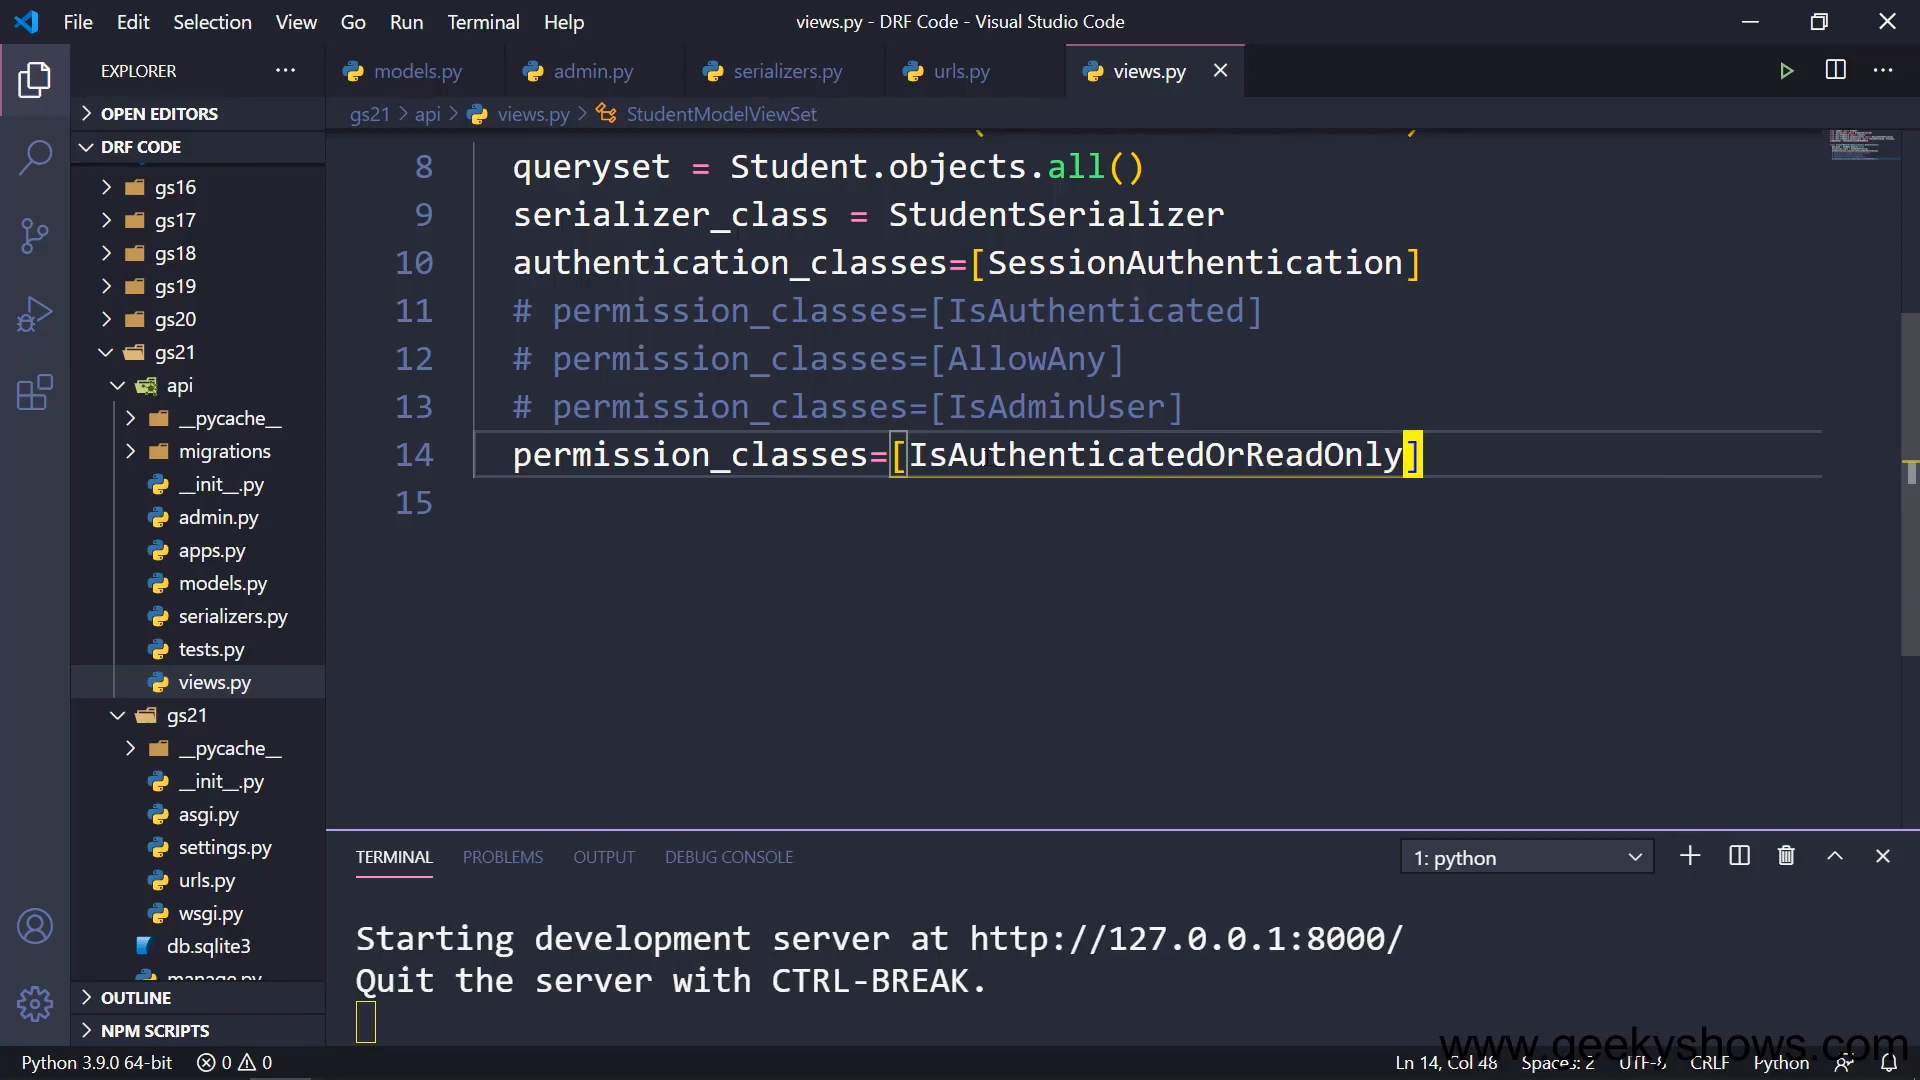 File Edit Selection View Go Run Terminal Help
views.py - DRF Code - Visual Studio Code
EXPLORER
models.py
admin.py
serializers.py
urls.py
views.py
OPEN EDITORS
gs21 > api > views.py > StudentModelViewSet
DRF CODE
gs16
gs17
gs18
gs19
gs20
gs21
api
__pycache__
migrations
__init__.py
admin.py
apps.py
models.py
serializers.py
tests.py
views.py
gs21
__pycache__
__init__.py
asgi.py
settings.py
urls.py
wsgi.py
db.sqlite3
manage.py
OUTLINE
NPM SCRIPTS
8 queryset = Student.objects.all()
9 serializer_class = StudentSerializer
10 authentication_classes=[SessionAuthentication]
11 # permission_classes=[IsAuthenticated]
12 # permission_classes=[AllowAny]
13 # permission_classes=[IsAdminUser]
14 permission_classes=[IsAuthenticatedOrReadOnly]
15
TERMINAL PROBLEMS OUTPUT DEBUG CONSOLE
1: python
Starting development server at http://127.0.0.1:8000/
Quit the server with CTRL-BREAK.
www.geekyshows.com
Python 3.9.0 64-bit 0 0
Ln 14, Col 48 Spaces: 2 UTF-8 CRLF Python